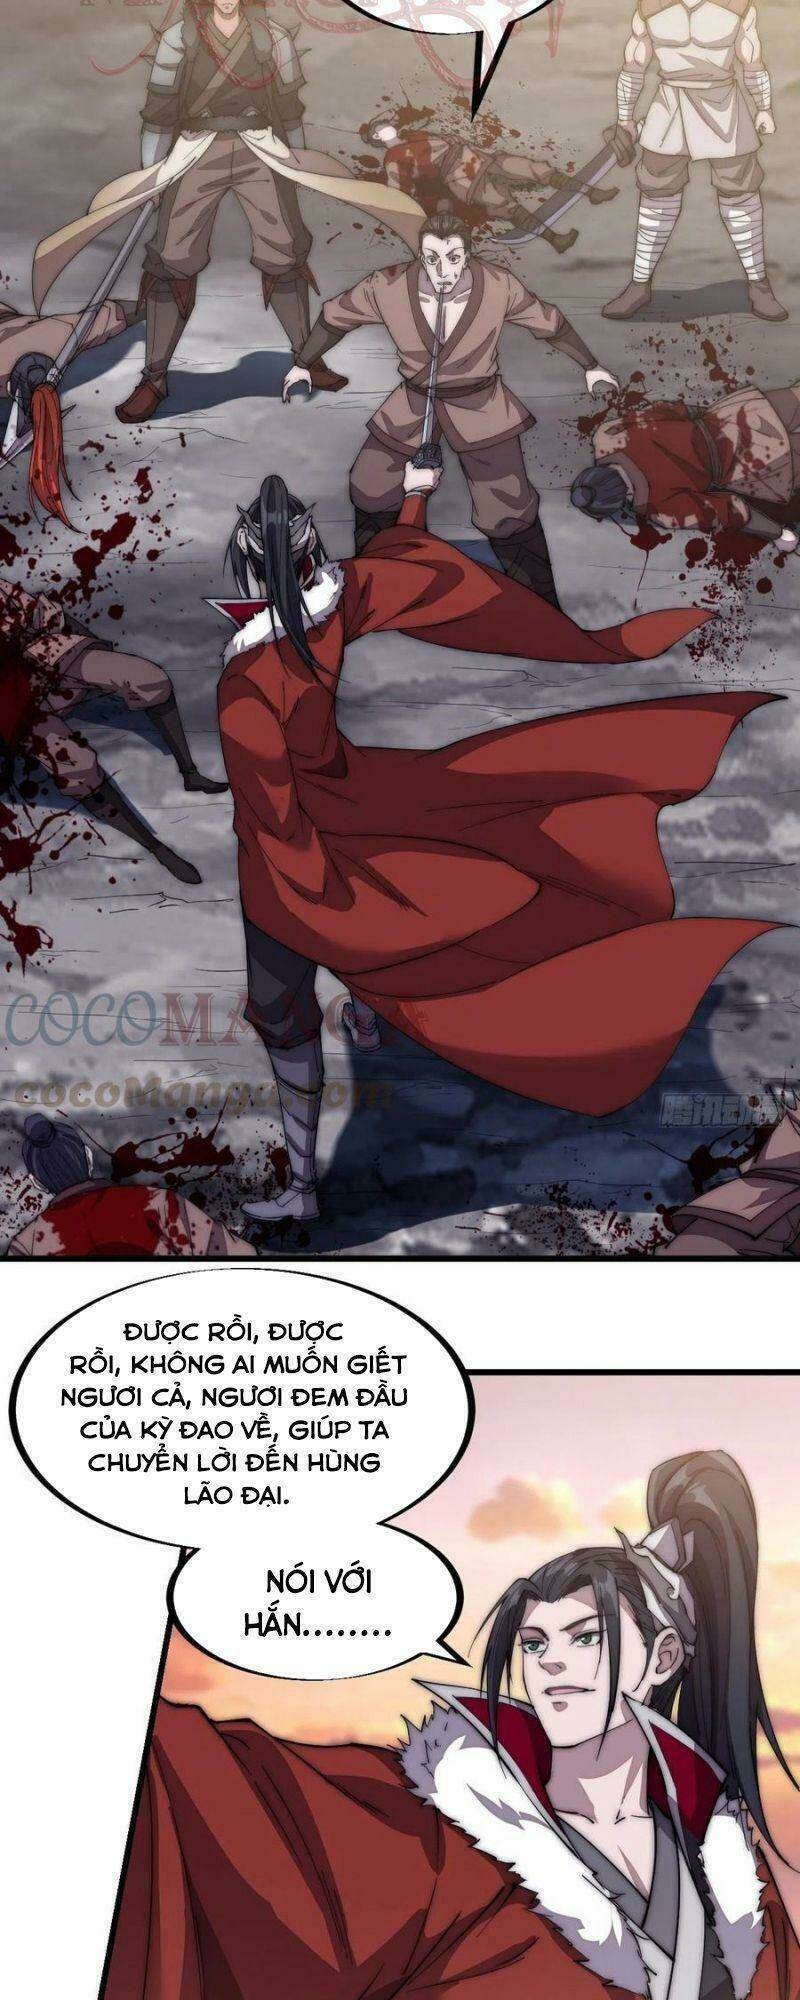 COCOMANGA
cocoManga.com
ĐƯỢC RỒI, ĐƯỢC
RỒI, KHÔNG AI MUỐN GIẾT
NGƯƠI CẢ, NGƯƠI ĐEM ĐẦU
CỦA KỲ ĐAO VỀ, GIÚP TA
CHUYỂN LỜI ĐẾN HÙNG
LÃO ĐẠI.
NÓI VỚI
HẮN........